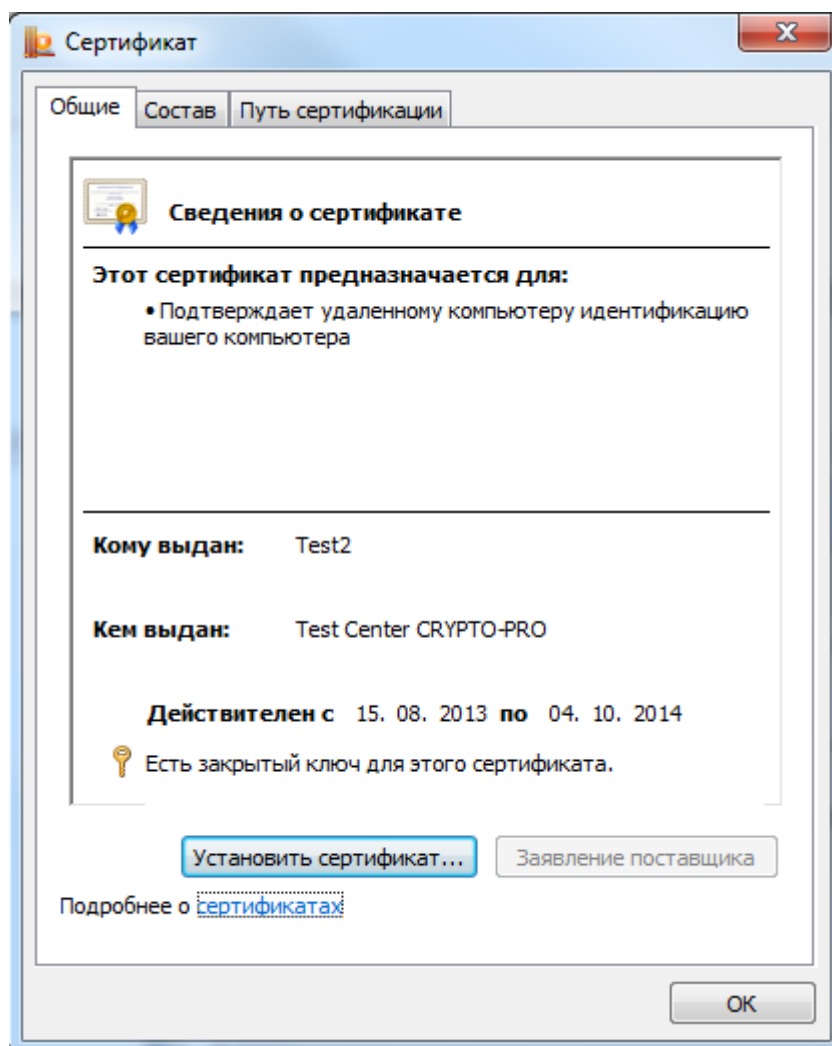 Сертификат
Общие Состав Путь сертификации
Сведения о сертификате
Этот сертификат предназначается для:
• Подтверждает удаленному компьютеру идентификацию
вашего компьютера
Кому выдан: Test2
Кем выдан: Test Center CRYPTO-PRO
Действителен с 15. 08. 2013 по 04. 10. 2014
Есть закрытый ключ для этого сертификата.
Установить сертификат... Заявление поставщика
Подробнее о сертификатах
ОК